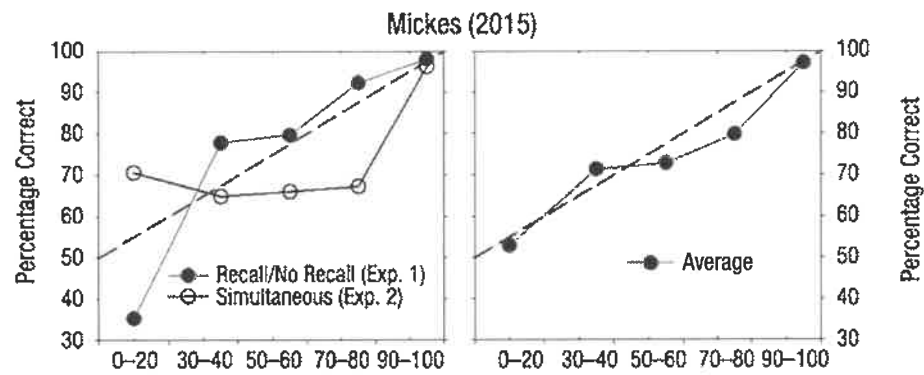 Mickes (2015)
Percentage Correct
100
90
80
70
60
50
40
30
Recall/No Recall (Exp. 1)
Simultaneous (Exp. 2)
0–20 30–40 50–60 70–80 90–100
Average
0–20 30–40 50–60 70–80 90–100
100
90
80
70
60
50
40
30
Percentage Correct